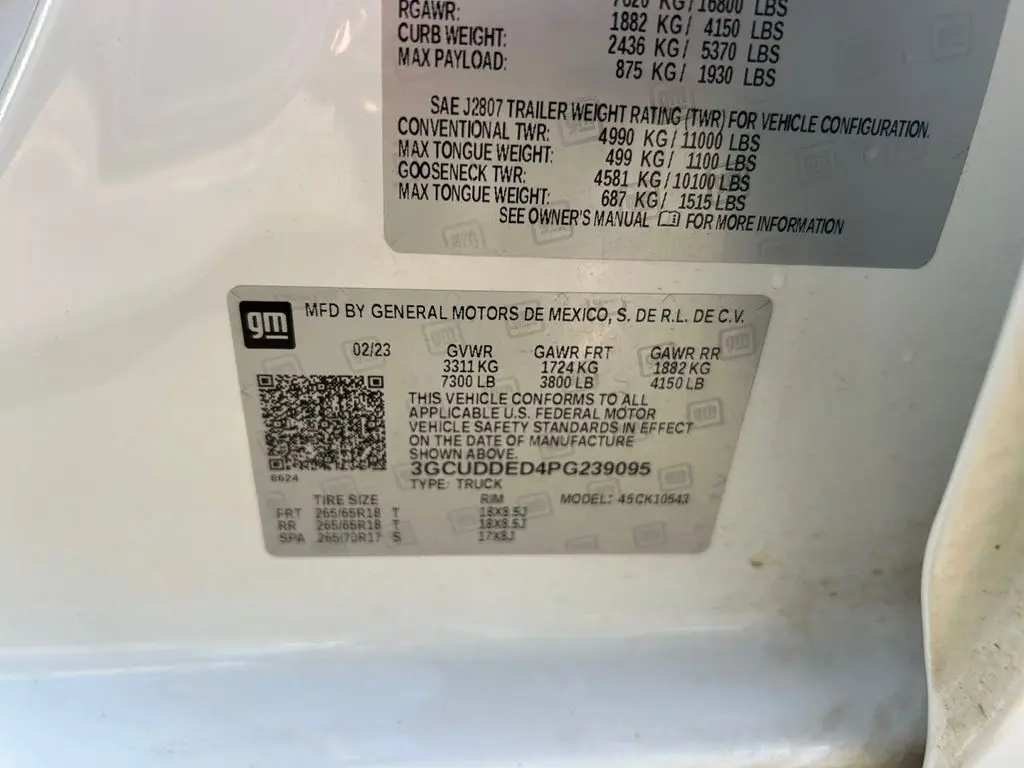 7620 KG/16800 LBS
RGAWR: 1882 KG/ 4150 LBS
CURB WEIGHT: 2436 KG/ 5370 LBS
MAX PAYLOAD: 875 KG/ 1930 LBS
SAE J2807 TRAILER WEIGHT RATING (TWR) FOR VEHICLE CONFIGURATION.
CONVENTIONAL TWR: 4990 KG/11000 LBS
MAX TONGUE WEIGHT: 499 KG/ 1100 LBS
GOOSENECK TWR: 4581 KG/10100 LBS
MAX TONGUE WEIGHT: 687 KG/ 1515 LBS
SEE OWNER'S MANUAL FOR MORE INFORMATION
gm MFD BY GENERAL MOTORS DE MEXICO, S. DE R.L. DE C.V.
02/23 GVWR GAWR FRT GAWR RR
3311 KG 1724 KG 1882 KG
7300 LB 3800 LB 4150 LB
THIS VEHICLE CONFORMS TO ALL
APPLICABLE U.S. FEDERAL MOTOR
VEHICLE SAFETY STANDARDS IN EFFECT
ON THE DATE OF MANUFACTURE
SHOWN ABOVE.
3GCUDDED4PG239095
8624 TYPE: TRUCK
TIRE SIZE RIM MODEL: 45CK10543
FRT 265/65R18 T 18X8.5J
RR 265/65R18 T 18X8.5J
SPA 265/70R17 S 17X8J